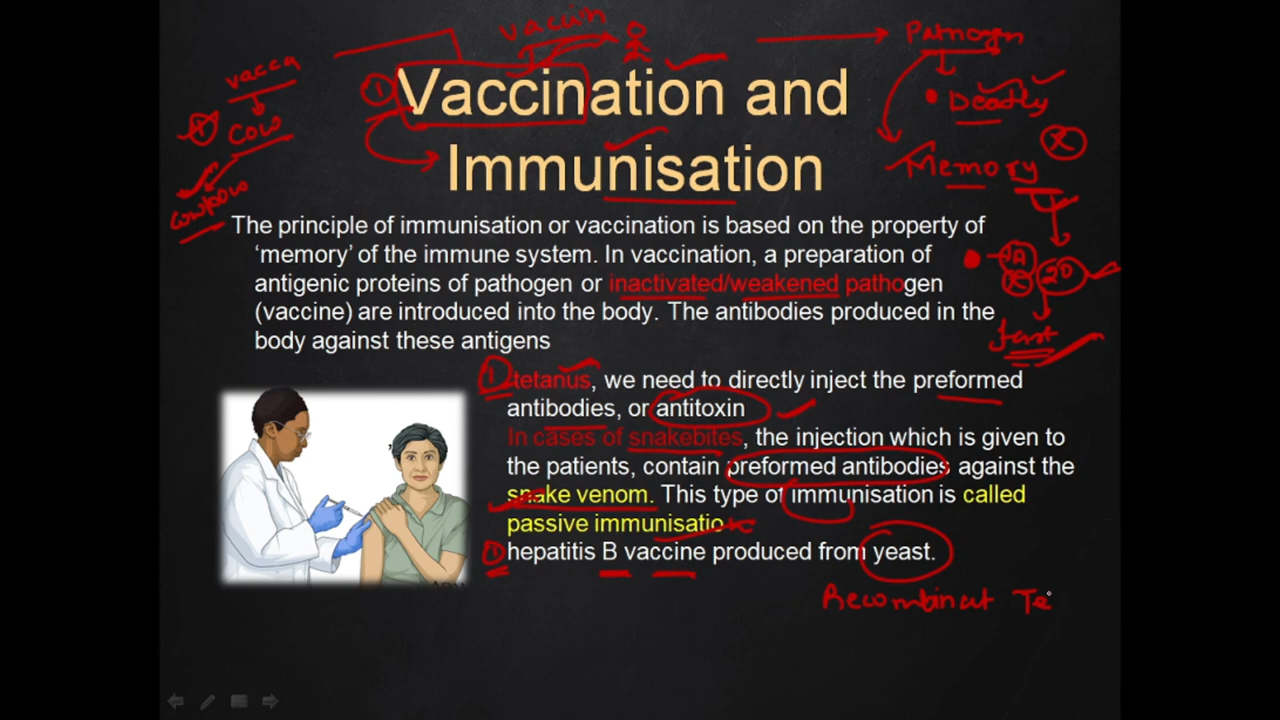 vaccin
Pathogen
vacca
Cow
Cowpox
Deadly
Memory
Vaccination and
Immunisation
The principle of immunisation or vaccination is based on the property of
‘memory’ of the immune system. In vaccination, a preparation of
antigenic proteins of pathogen or inactivated/weakened pathogen
(vaccine) are introduced into the body. The antibodies produced in the
body against these antigens
1
20
fast
1 tetanus, we need to directly inject the preformed
antibodies, or antitoxin
In cases of snakebites, the injection which is given to
the patients, contain preformed antibodies against the
snake venom. This type of immunisation is called
passive immunisatio
hepatitis B vaccine produced from yeast.
Te